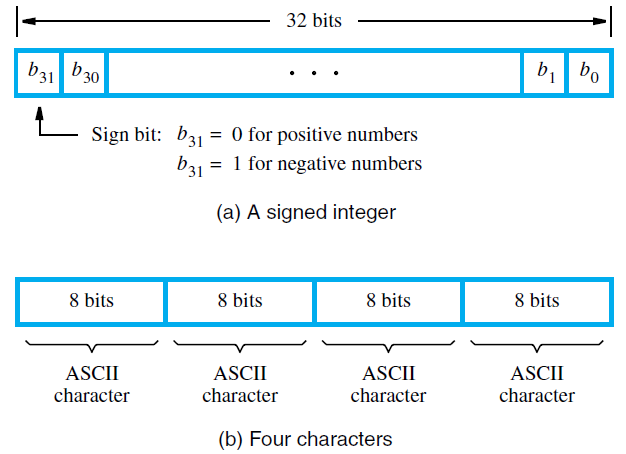 32 bits
b31 b30 . . . b1 b0
Sign bit: b31 = 0 for positive numbers
b31 = 1 for negative numbers
(a) A signed integer
8 bits 8 bits 8 bits 8 bits
ASCII ASCII ASCII ASCII
character character character character
(b) Four characters